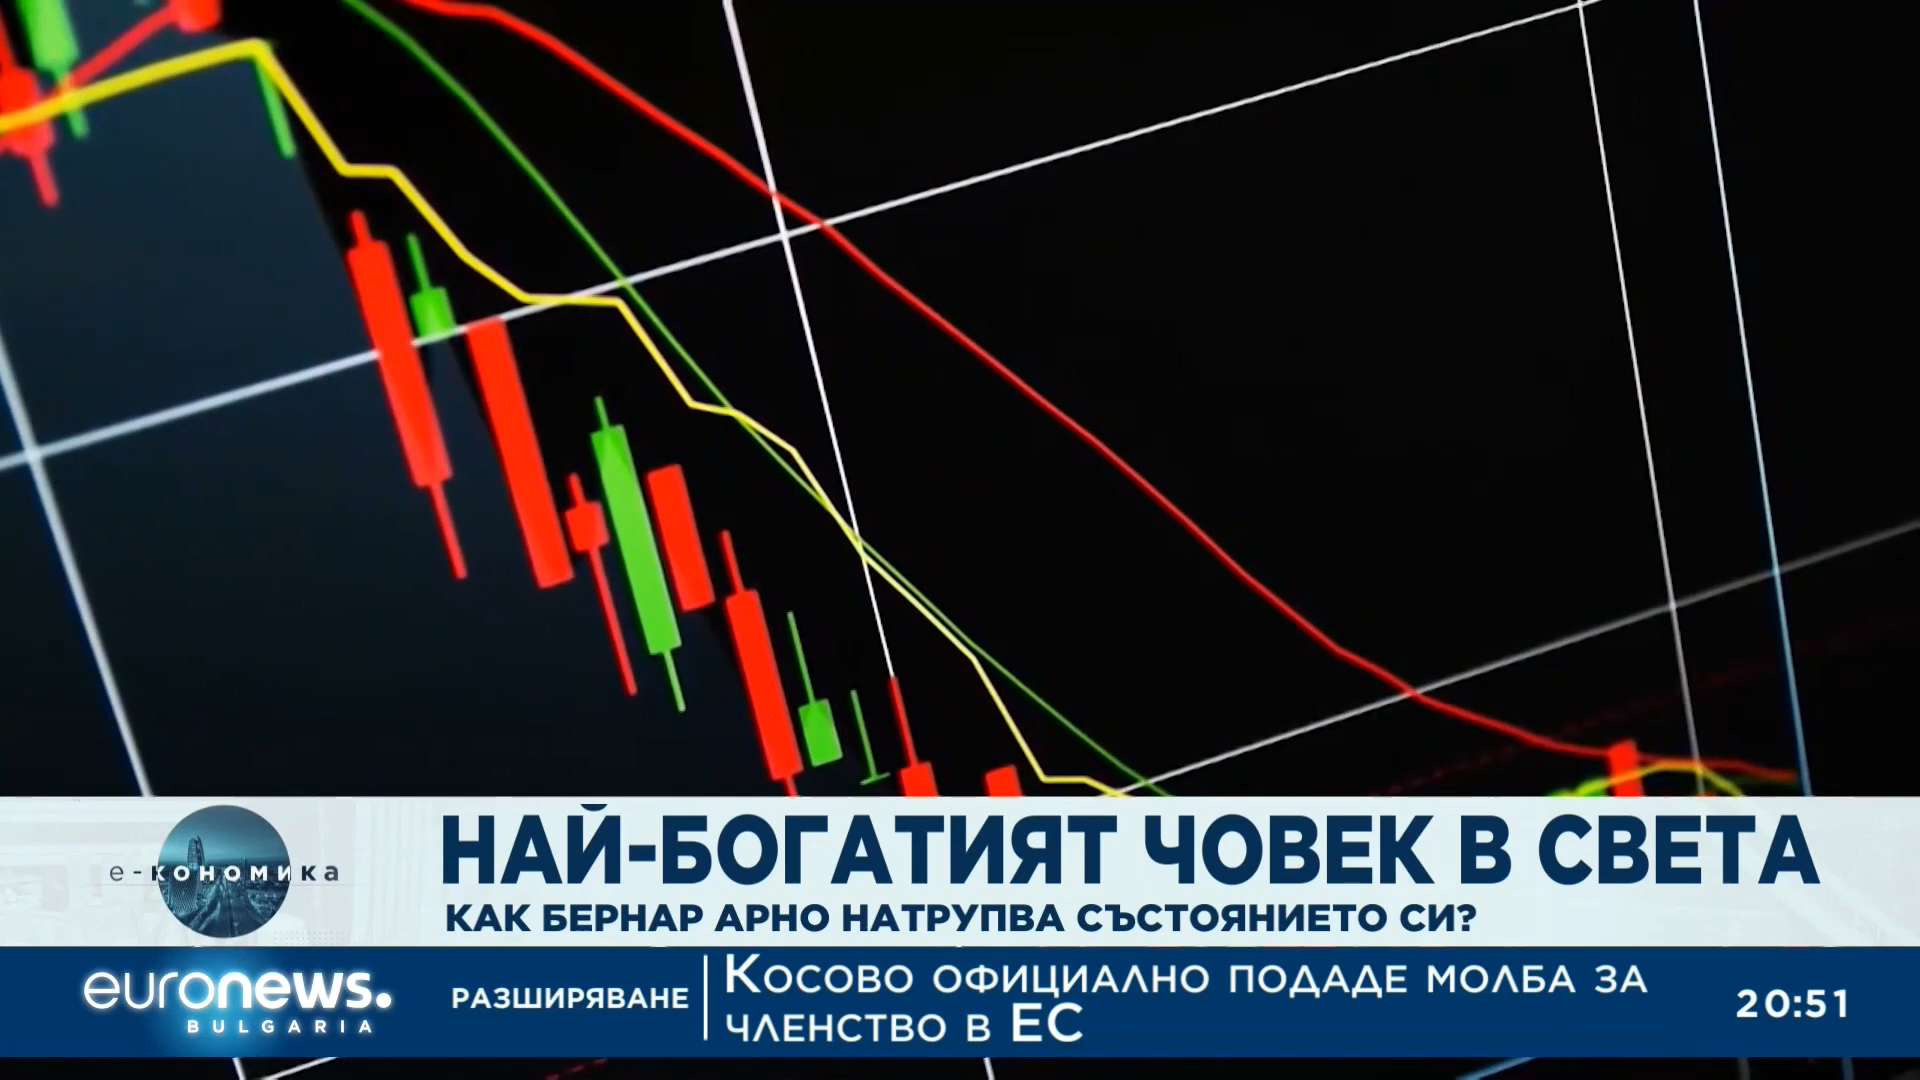 НАЙ-БОГАТИЯТ ЧОВЕК В СВЕТА
е-кономика
КАК БЕРНАР АРНО НАТРУПВА СЪСТОЯНИЕТО СИ?
euronews.
BULGARIA
РАЗШИРЯВАНЕ
Косово официално подаде молба за
членство в ЕС
20:51